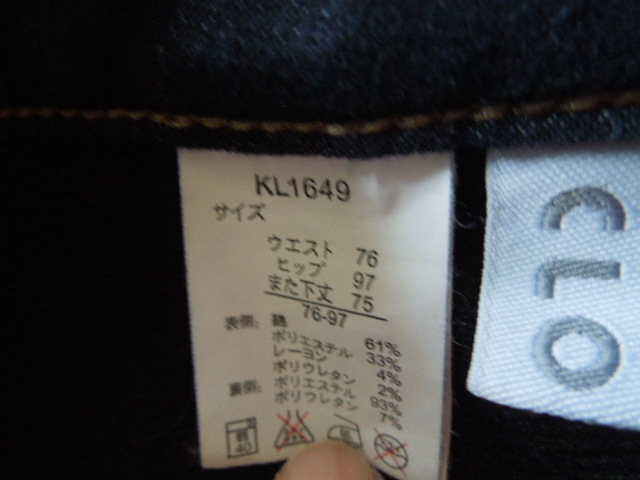 KL1649
サイズ
ウエスト 76
ヒップ 97
また下丈 75
76-97
表側: 綿 61%
ポリエステル 33%
レーヨン 4%
ポリウレタン 2%
裏側: ポリエステル 93%
ポリウレタン 7%
40
CLO